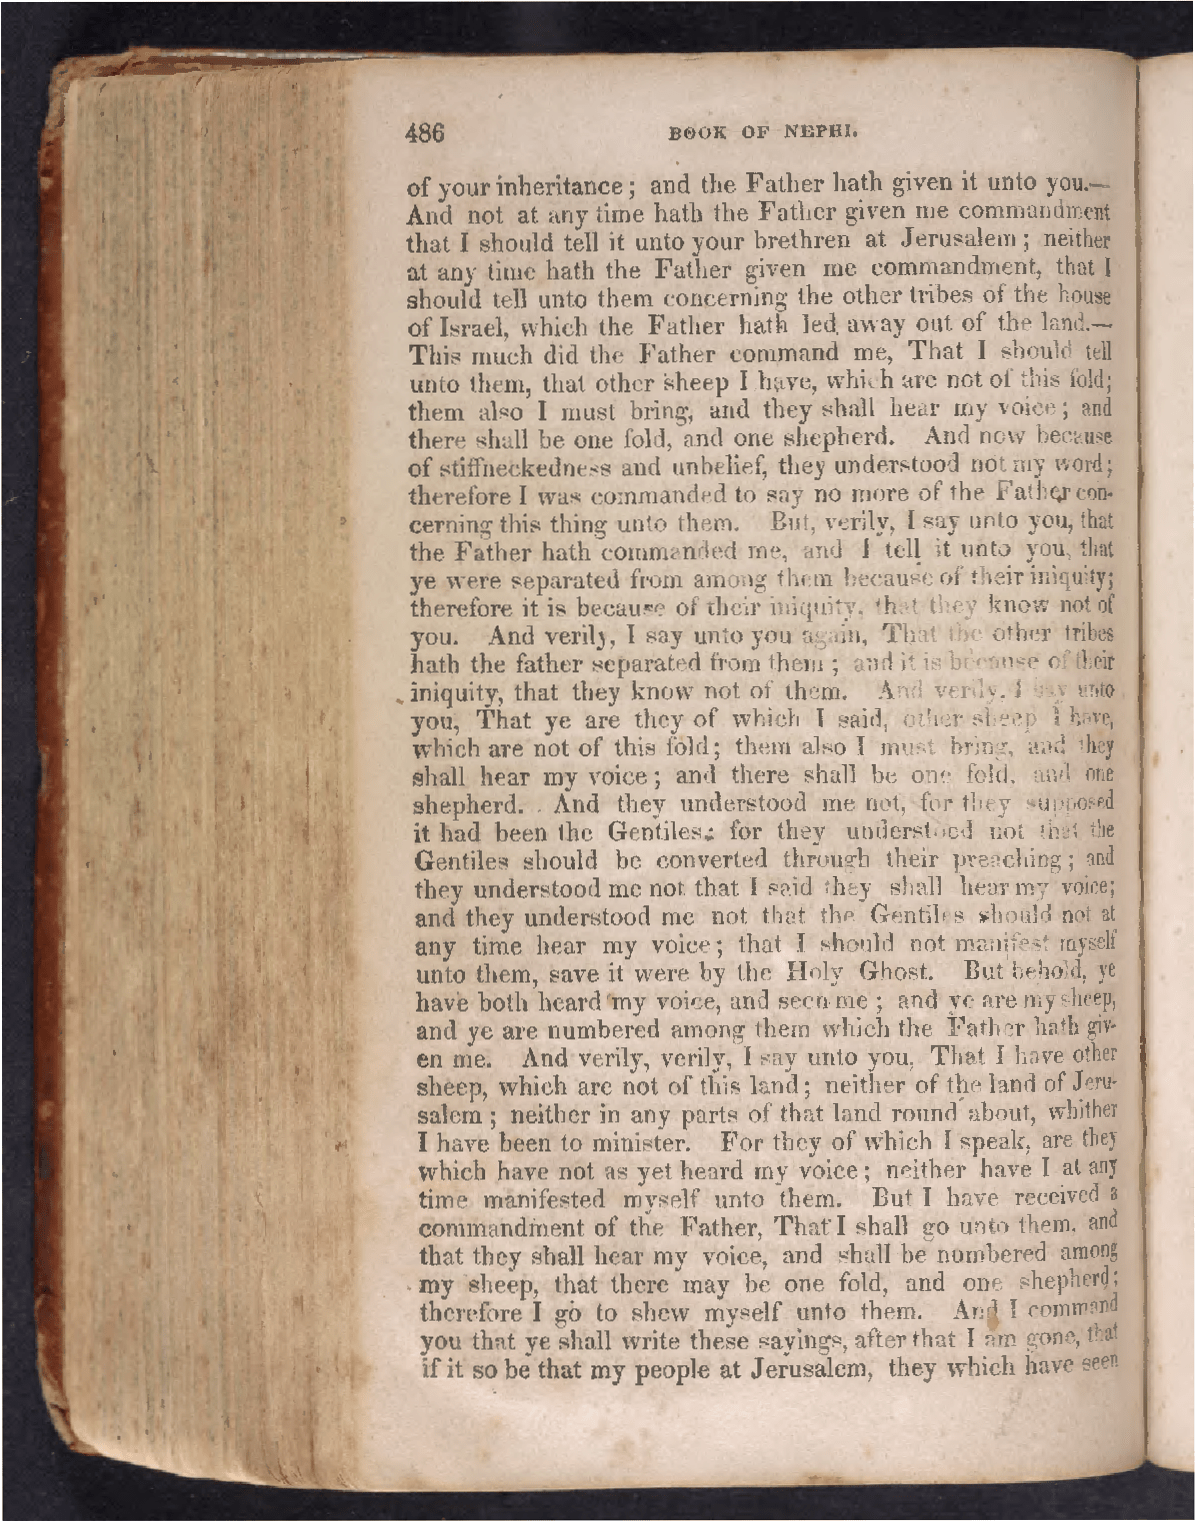 486 BOOK OF NEPHI.
of your inheritance; and the Father hath given it unto you.—
And not at any time hath the Father given me commandment
that I should tell it unto your brethren at Jerusalem; neither
at any time hath the Father given me commandment, that I
should tell unto them concerning the other tribes of the house
of Israel, which the Father hath led away out of the land.—
This much did the Father command me, That I should tell
unto them, that other sheep I have, which are not of this fold;
them also I must bring, and they shall hear my voice; and
there shall be one fold, and one shepherd. And now because
of stiffneckedness and unbelief, they understood not my word;
therefore I was commanded to say no more of the Father con-
cerning this thing unto them. But, verily, I say unto you, that
the Father hath commanded me, and I tell it unto you, that
ye were separated from among them because of their iniquity;
therefore it is because of their iniquity, that they know not of
you. And verily, I say unto you again, That the other tribes
hath the father separated from them; and it is because of their
iniquity, that they know not of them. And verily, I say unto
you, That ye are they of which I said, other sheep I have,
which are not of this fold; them also I must bring, and they
shall hear my voice; and there shall be one fold, and one
shepherd. And they understood me not, for they supposed
it had been the Gentiles; for they understood not that the
Gentiles should be converted through their preaching; and
they understood me not that I said they shall hear my voice;
and they understood me not that the Gentiles should not at
any time hear my voice; that I should not manifest myself
unto them, save it were by the Holy Ghost. But behold, ye
have both heard my voice, and seen me; and ye are my sheep,
and ye are numbered among them which the Father hath giv-
en me. And verily, verily, I say unto you, That I have other
sheep, which are not of this land; neither of the land of Jeru-
salem; neither in any parts of that land round about, whither
I have been to minister. For they of which I speak, are they
which have not as yet heard my voice; neither have I at any
time manifested myself unto them. But I have received a
commandment of the Father, That I shall go unto them, and
that they shall hear my voice, and shall be numbered among
my sheep, that there may be one fold, and one shepherd;
therefore I go to shew myself unto them. And I command
you that ye shall write these sayings, after that I am gone, that
if it so be that my people at Jerusalem, they which have seen